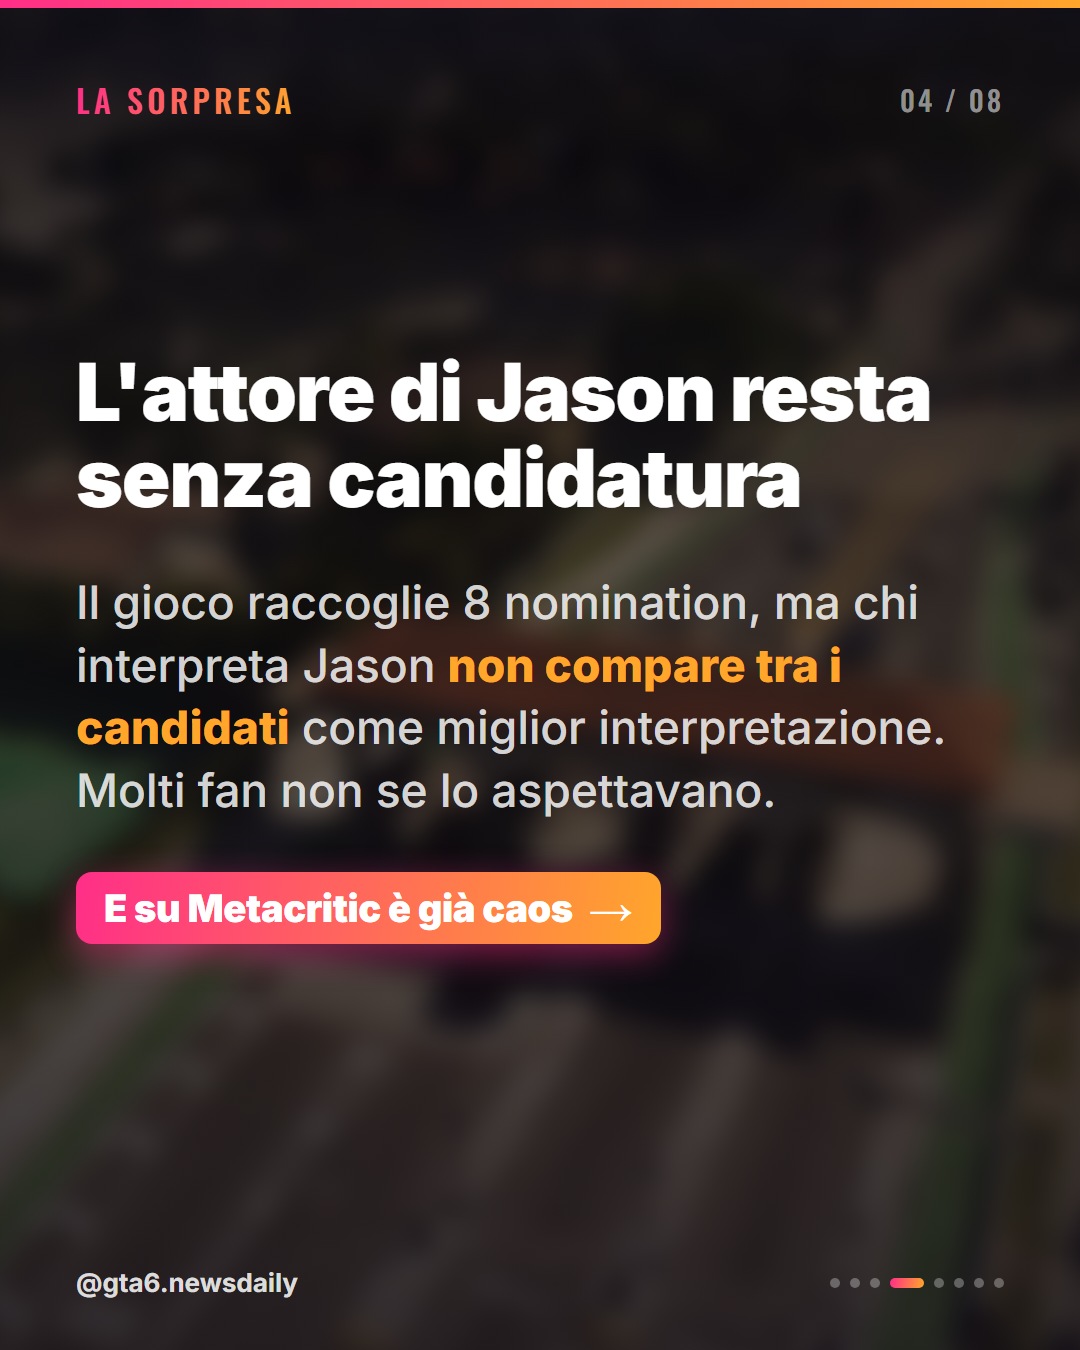 LA SORPRESA
04 / 08
L'attore di Jason resta
senza candidatura
Il gioco raccoglie 8 nomination, ma chi
interpreta Jason non compare tra i
candidati come miglior interpretazione.
Molti fan non se lo aspettavano.
E su Metacritic è già caos →
@gta6.newsdaily